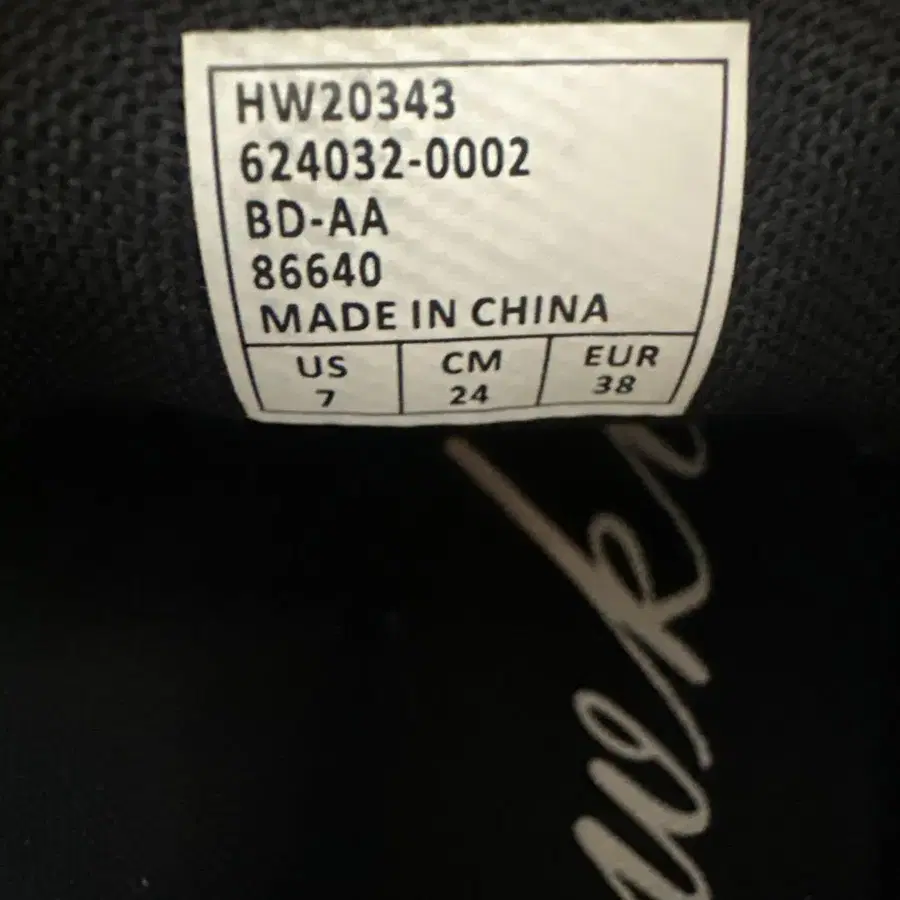 HW20343
624032-0002
BD-AA
86640
MADE IN CHINA
US CM EUR
7 24 38